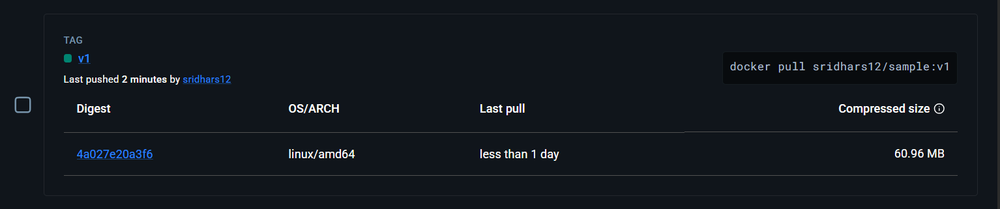 TAG
v1
docker pull sridhars12/sample:v1
Last pushed 2 minutes by sridhars12
Digest OS/ARCH Last pull Compressed size
4a027e20a3f6 linux/amd64 less than 1 day 60.96 MB